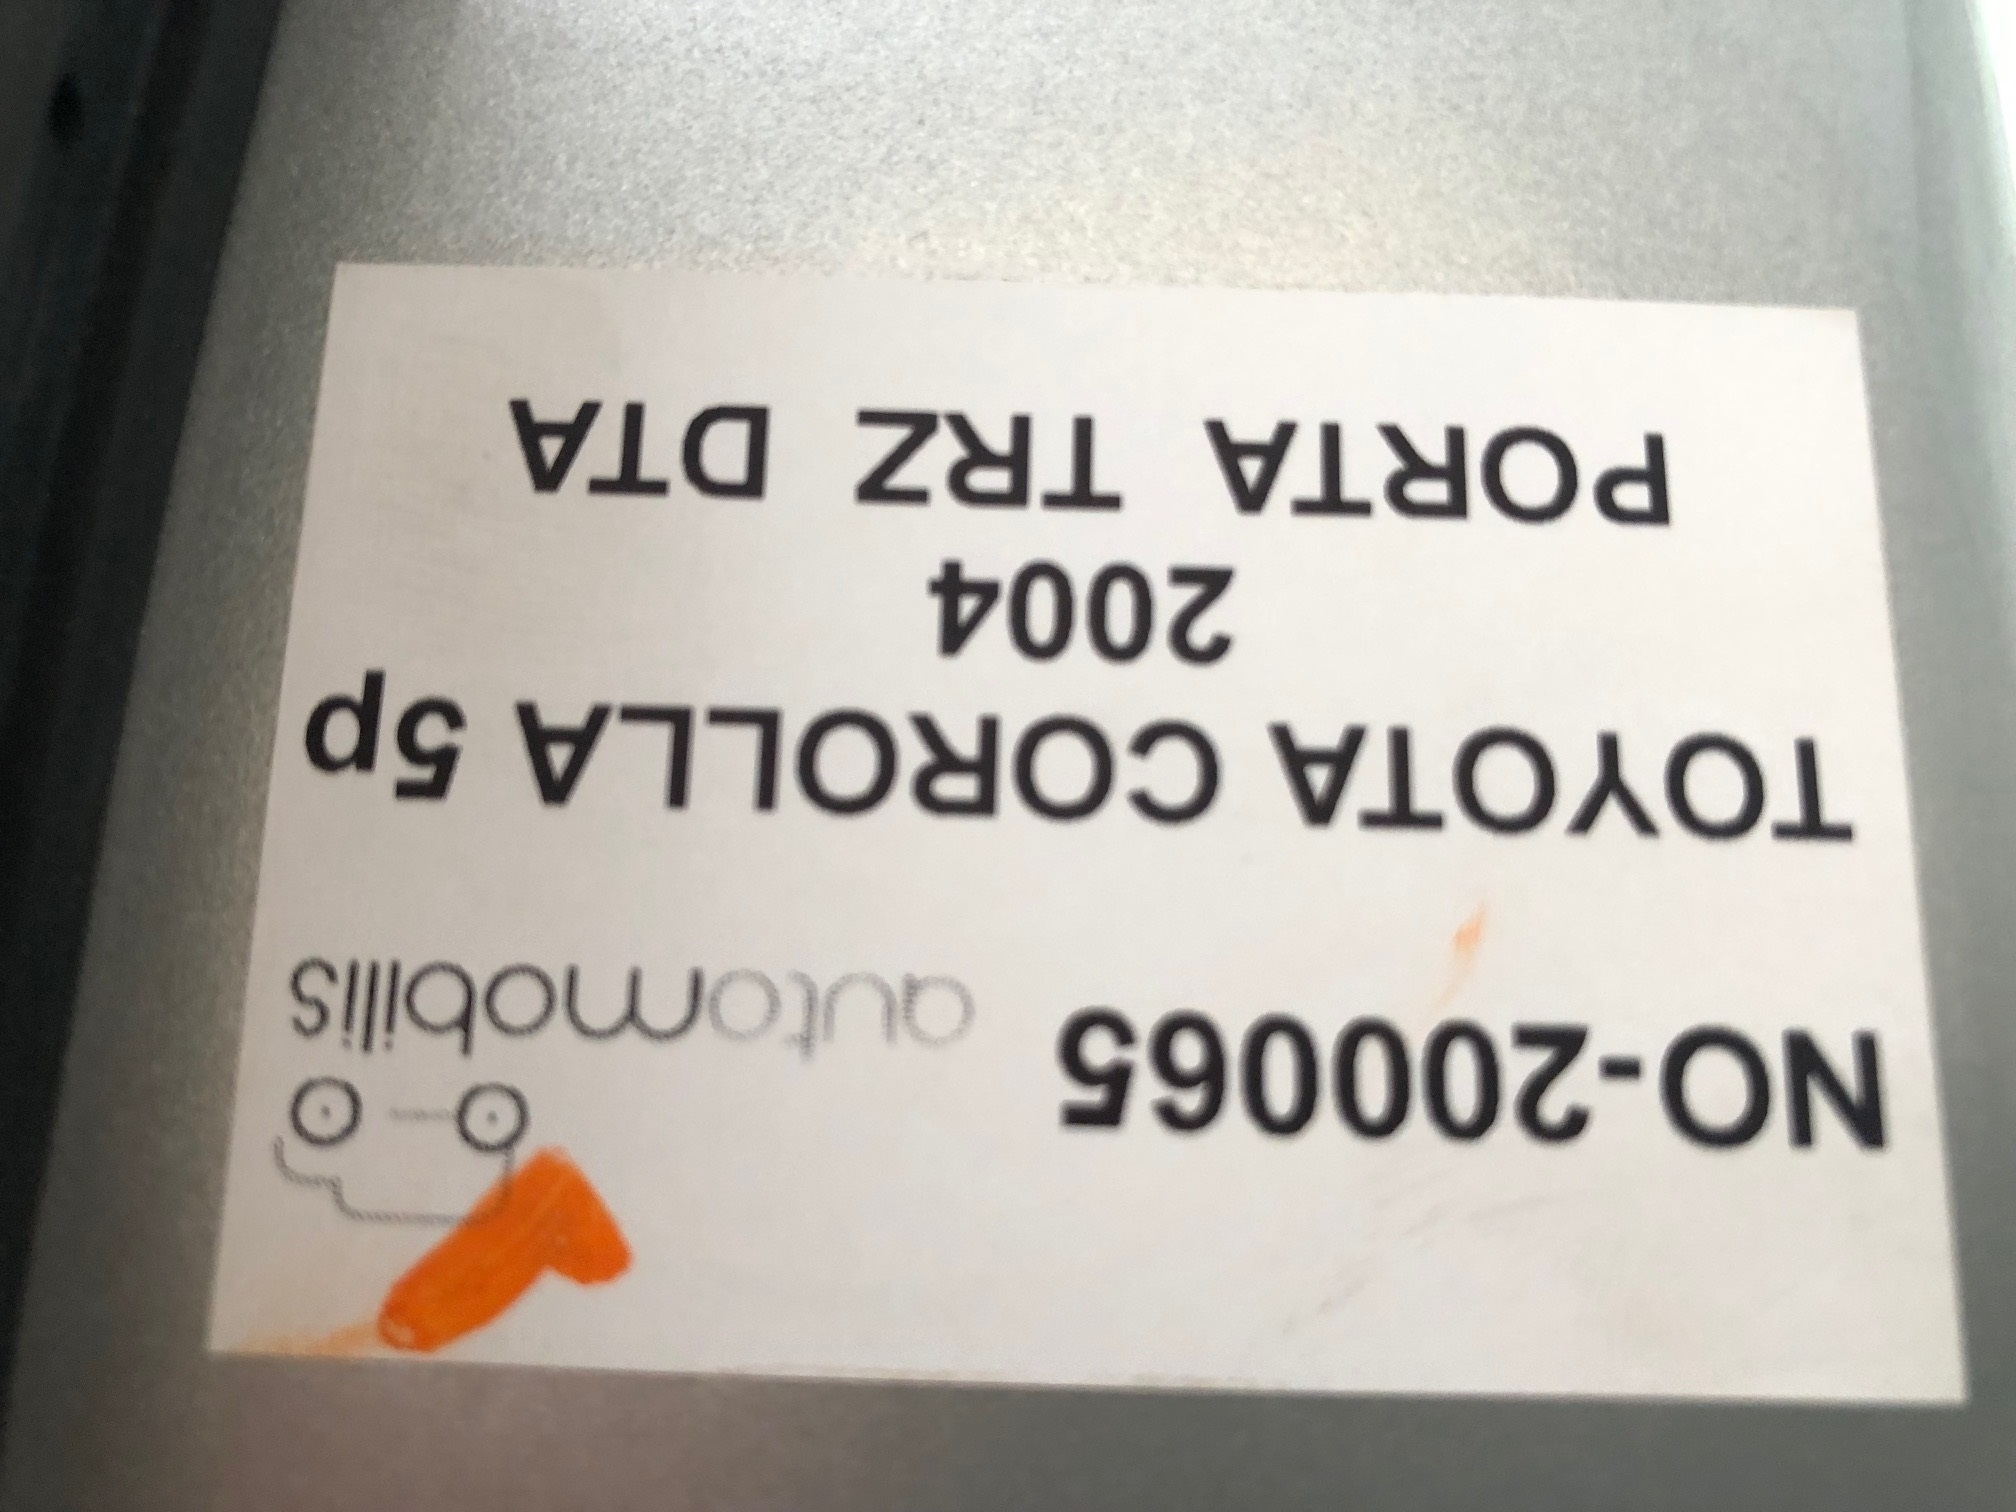 NO-200065
automobilis
TOYOTA COROLLA 5p
2004
PORTA TRZ DTA